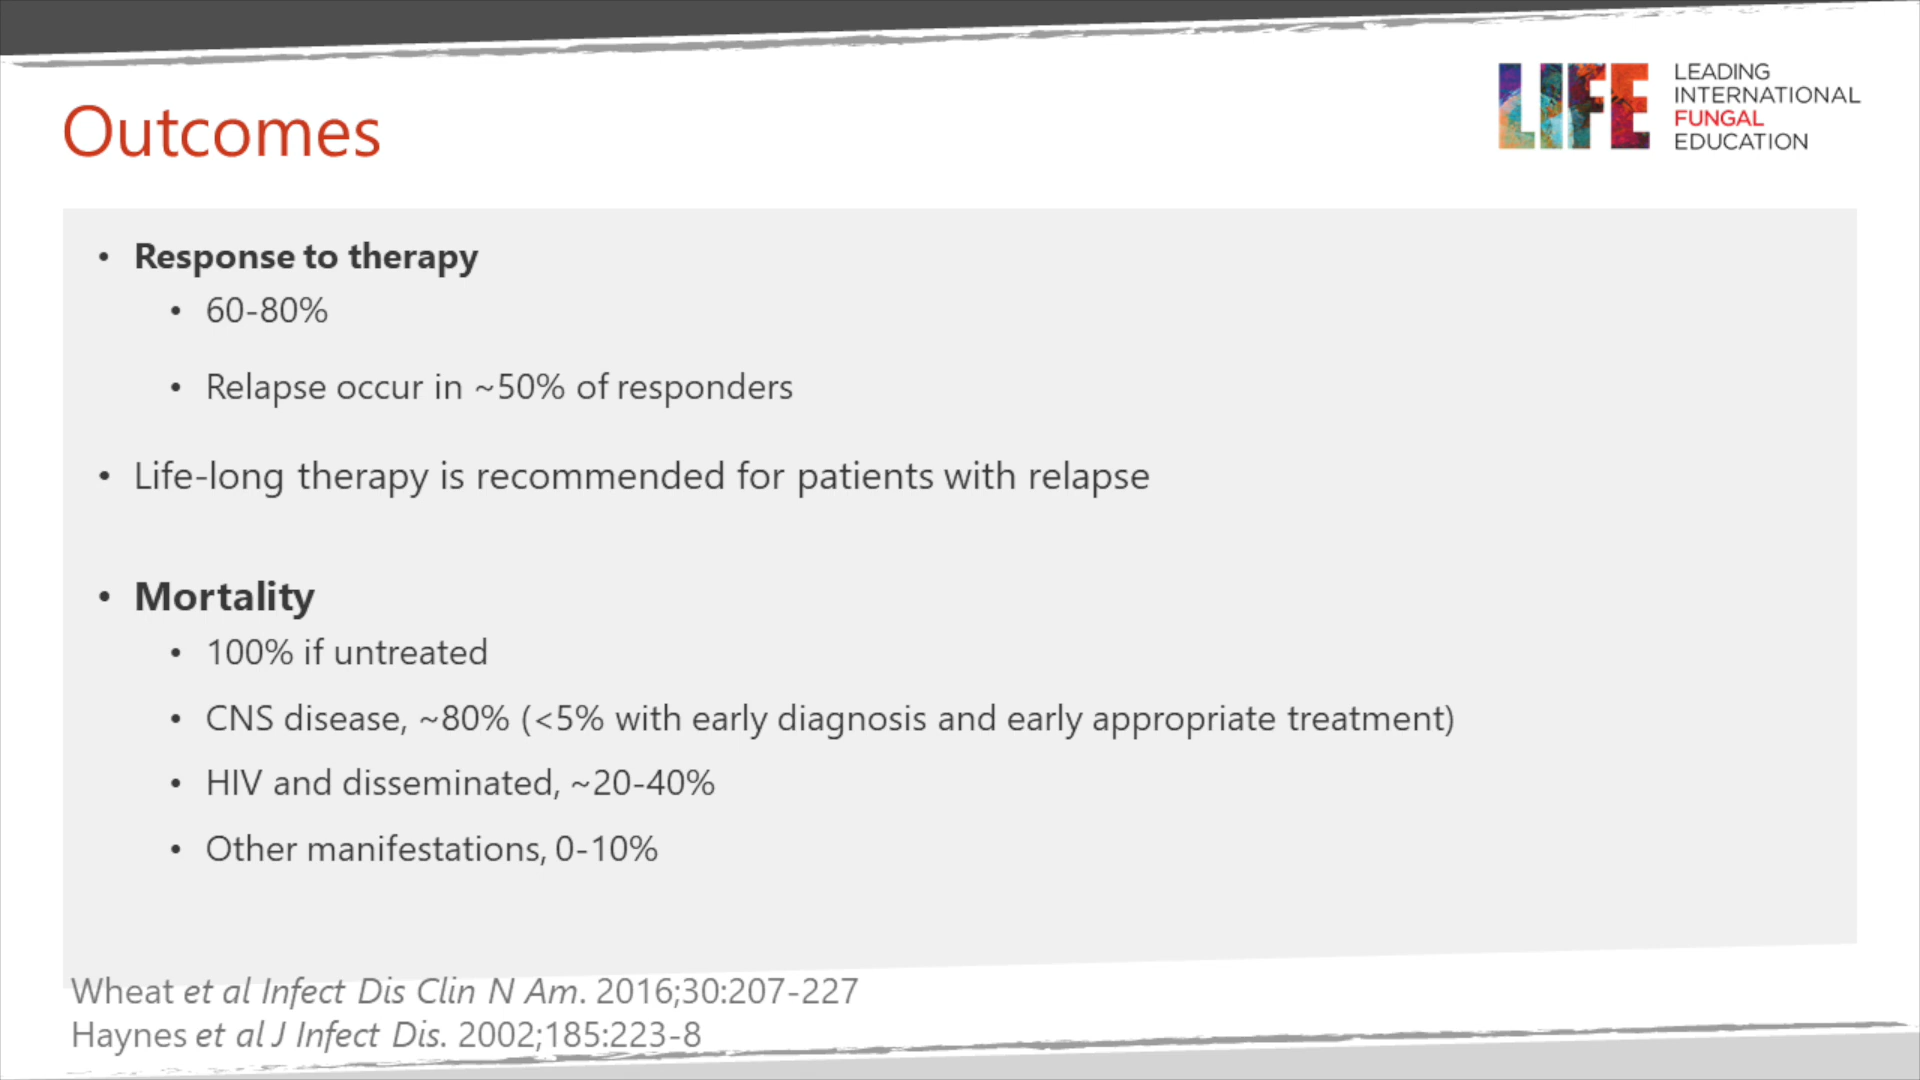 Outcomes
LIFE
LEADING
INTERNATIONAL
FUNGAL
EDUCATION
• Response to therapy
• 60-80%
• Relapse occur in ~50% of responders
• Life-long therapy is recommended for patients with relapse
• Mortality
• 100% if untreated
• CNS disease, ~80% (<5% with early diagnosis and early appropriate treatment)
• HIV and disseminated, ~20-40%
• Other manifestations, 0-10%
Wheat et al Infect Dis Clin N Am. 2016;30:207-227
Haynes et al J Infect Dis. 2002;185:223-8